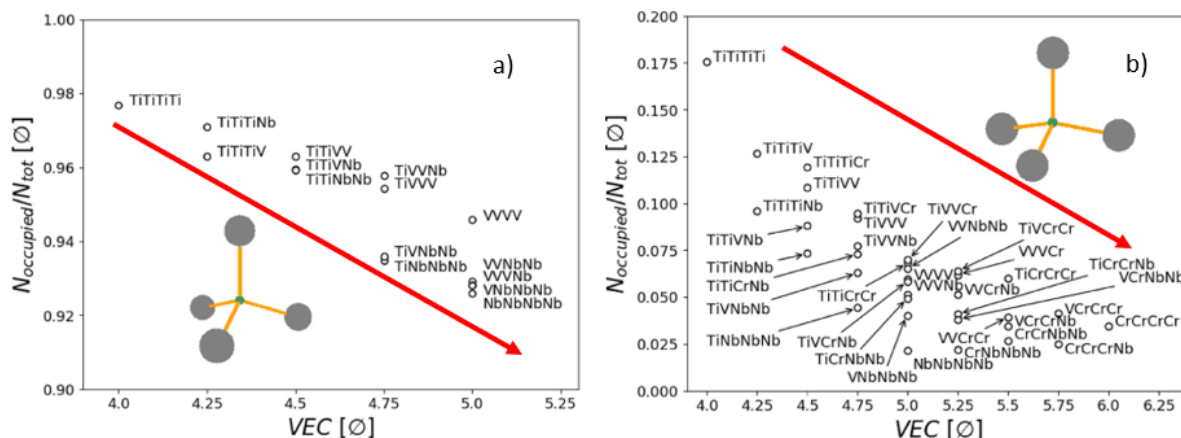 a)
1.00
0.98
0.96
0.94
0.92
0.90
N_occupied/N_tot [∅]
TiTiTiTi
TiTiTiNb
TiTiTiV
TiTiVV
TiTiVNb
TiTiNbNb
TiVVNb
TiVVV
VVVV
TiVNbNb
TiNbNbNb
VVNbNb
VVVNb
VNbNbNb
NbNbNbNb
4.0 4.25 4.5 4.75 5.0 5.25
VEC [∅]
b)
0.200
0.175
0.150
0.125
0.100
0.075
0.050
0.025
0.000
N_occupied/N_tot [∅]
TiTiTiTi
TiTiTiV
TiTiTiCr
TiTiVV
TiTiTiNb
TiTiVCr
TiVVV
TiVVCr
VVNbNb
TiVCrCr
VVVCr
TiTiVNb
TiVVNb
TiCrCrNb
VCrNbNb
TiTiNbNb
TiTiCrNb
TiVNbNb
TiTiCrCr
VVVV
VVVNb
TiCrCrCr
VVCrNb
TiNbNbNb
TiVCrNb
TiCrNbNb
VNbNbNb
VVCrCr
VCrCrNb
CrCrNbNb
VCrCrCr
CrCrCrCr
NbNbNbNb
CrNbNbNb
CrCrCrNb
4.0 4.25 4.5 4.75 5.0 5.25 5.5 5.75 6.0 6.25
VEC [∅]